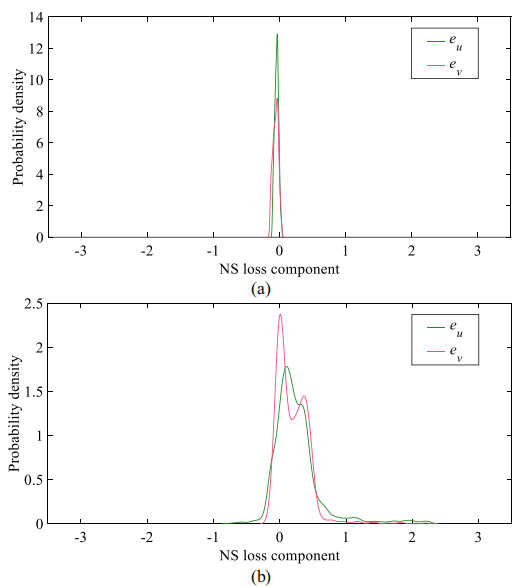 14
12
10
8
6
4
2
0
Probability density
e_u
e_v
-3 -2 -1 0 1 2 3
NS loss component
(a)
2.5
2
1.5
1
0.5
0
Probability density
e_u
e_v
-3 -2 -1 0 1 2 3
NS loss component
(b)